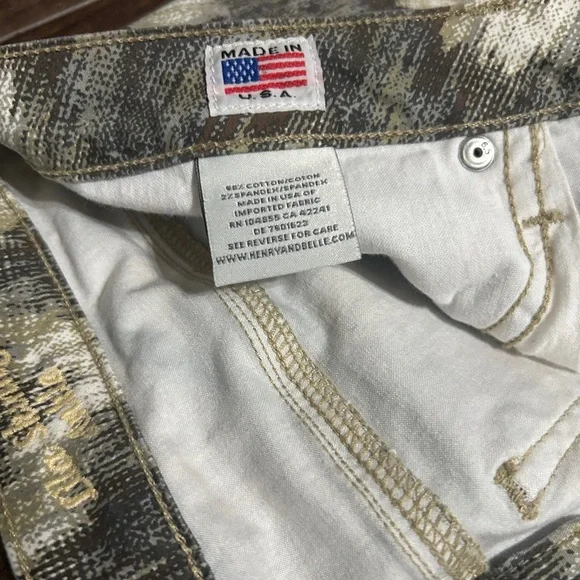 MADE IN
U.S.A
98% COTTON/COTON
2% SPANDEX/SPANDEX
MADE IN USA OF
IMPORTED FABRIC
RN 104855 CA 42241
DE 7601623
SEE REVERSE FOR CARE
WWW.HENRYANDBELLE.COM